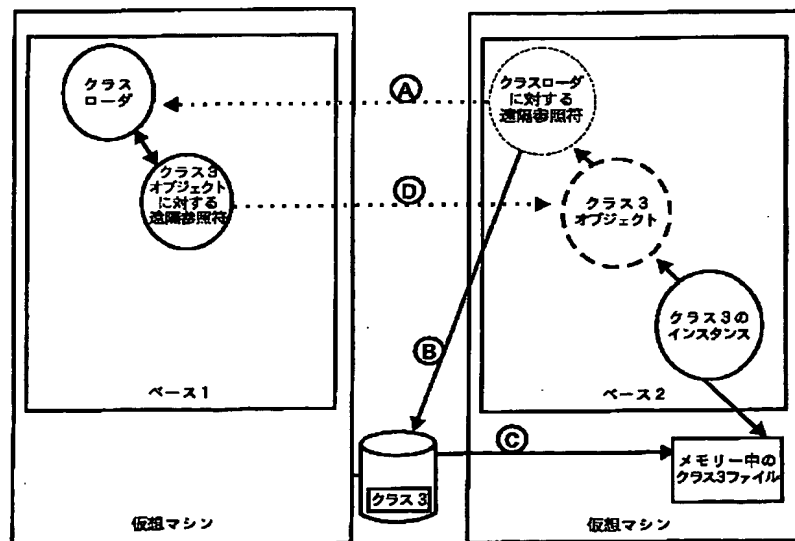 クラス
ローダ
クラス3
オブジェクト
に対する
遠隔参照符
ベース1
仮想マシン
A
D
B
C
クラス3
クラスローダ
に対する
遠隔参照符
クラス3
オブジェクト
クラス3の
インスタンス
ベース2
メモリー中の
クラス3ファイル
仮想マシン